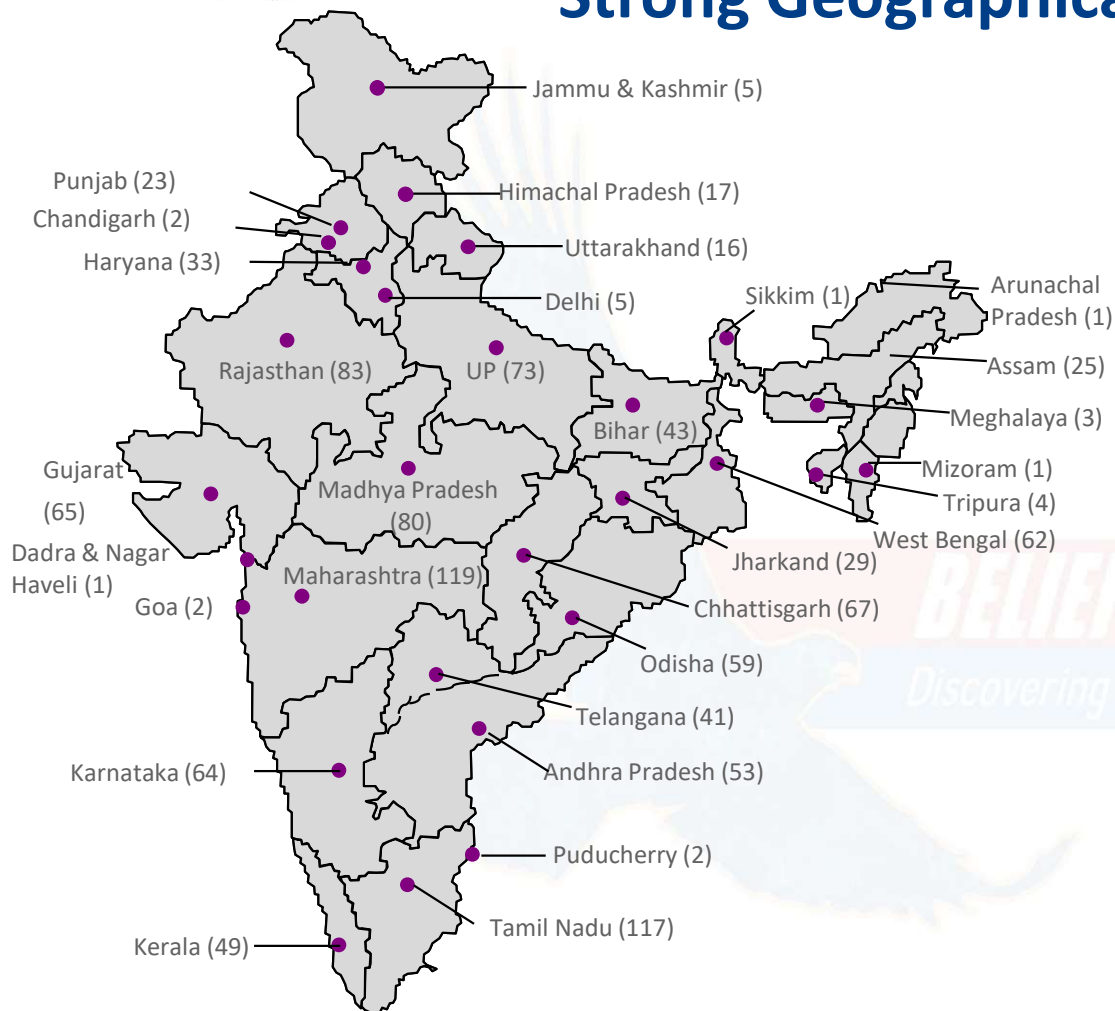 Strong Geographica
Jammu & Kashmir (5)
Punjab (23)
Himachal Pradesh (17)
Chandigarh (2)
Uttarakhand (16)
Haryana (33)
Delhi (5)
Sikkim (1)
Arunachal
Pradesh (1)
Assam (25)
Rajasthan (83)
UP (73)
Meghalaya (3)
Bihar (43)
Gujarat
(65)
Mizoram (1)
Madhya Pradesh
(80)
Tripura (4)
West Bengal (62)
Dadra & Nagar
Haveli (1)
Jharkand (29)
Maharashtra (119)
Goa (2)
Chhattisgarh (67)
BELIE
Odisha (59)
Discovering
Telangana (41)
Karnataka (64)
Andhra Pradesh (53)
Puducherry (2)
Tamil Nadu (117)
Kerala (49)